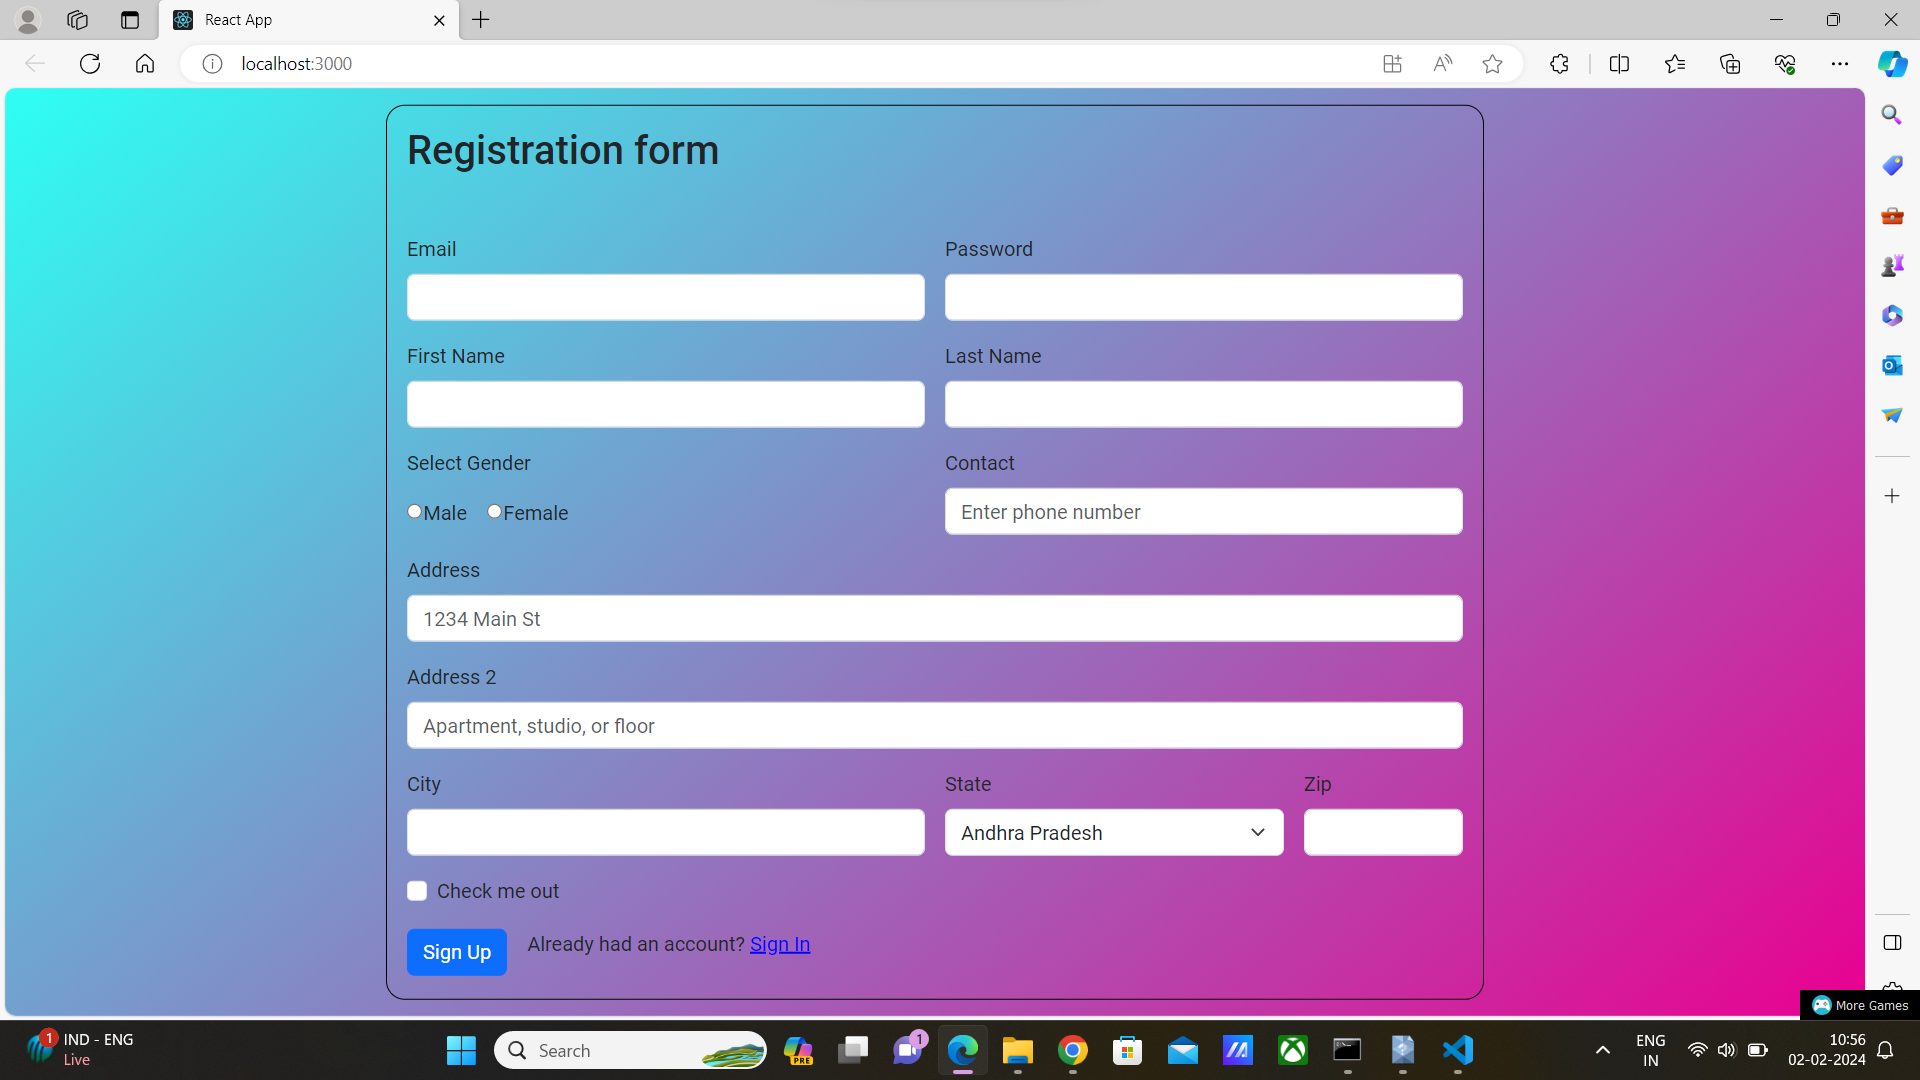 React App
localhost:3000
Registration form
Email Password
First Name Last Name
Select Gender Contact
Male Female Enter phone number
Address
1234 Main St
Address 2
Apartment, studio, or floor
City State Zip
Andhra Pradesh
Check me out
Sign Up Already had an account? Sign In
More Games
1 IND - ENG
Live
Search
PRE
1
ENG
IN
10:56
02-02-2024